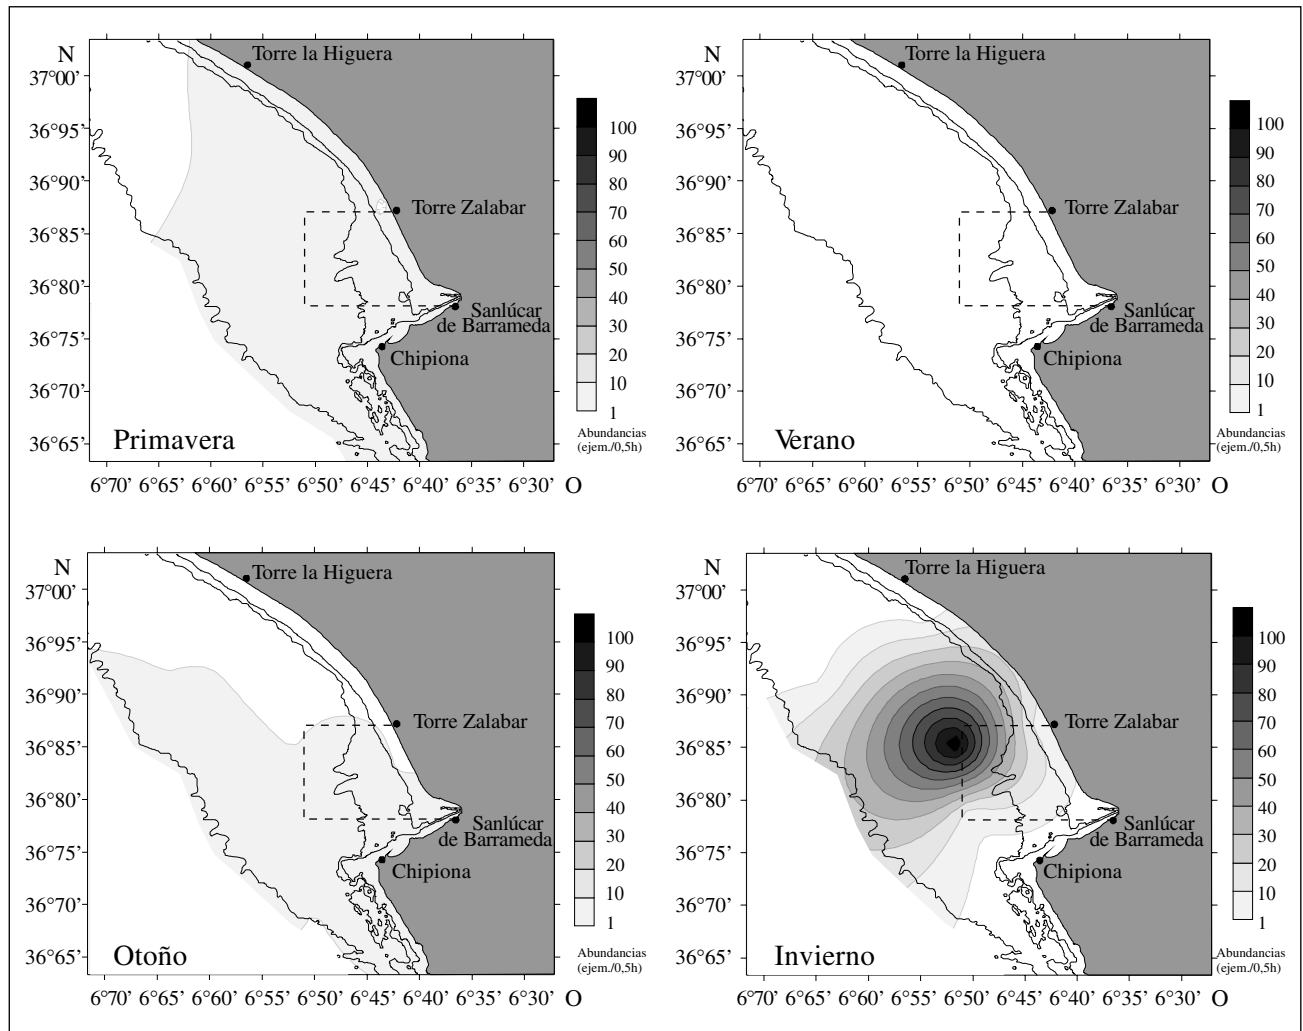 N
Torre la Higuera
37°00’
36°95’
36°90’
36°85’
36°80’
36°75’
36°70’
36°65’
Torre Zalabar
Sanlúcar
de Barrameda
Chipiona
Primavera
6°70’ 6°65’ 6°60’ 6°55’ 6°50’ 6°45’ 6°40’ 6°35’ 6°30’ O
100
90
80
70
60
50
40
30
20
10
1
Abundancias
(ejem./0,5h)
N
Torre la Higuera
37°00’
36°95’
36°90’
36°85’
36°80’
36°75’
36°70’
36°65’
Torre Zalabar
Sanlúcar
de Barrameda
Chipiona
Verano
6°70’ 6°65’ 6°60’ 6°55’ 6°50’ 6°45’ 6°40’ 6°35’ 6°30’ O
100
90
80
70
60
50
40
30
20
10
1
Abundancias
(ejem./0,5h)
N
Torre la Higuera
37°00’
36°95’
36°90’
36°85’
36°80’
36°75’
36°70’
36°65’
Torre Zalabar
Sanlúcar
de Barrameda
Chipiona
Otoño
6°70’ 6°65’ 6°60’ 6°55’ 6°50’ 6°45’ 6°40’ 6°35’ 6°30’ O
100
90
80
70
60
50
40
30
20
10
1
Abundancias
(ejem./0,5h)
N
Torre la Higuera
37°00’
36°95’
36°90’
36°85’
36°80’
36°75’
36°70’
36°65’
Torre Zalabar
Sanlúcar
de Barrameda
Chipiona
Invierno
6°70’ 6°65’ 6°60’ 6°55’ 6°50’ 6°45’ 6°40’ 6°35’ 6°30’ O
100
90
80
70
60
50
40
30
20
10
1
Abundancias
(ejem./0,5h)